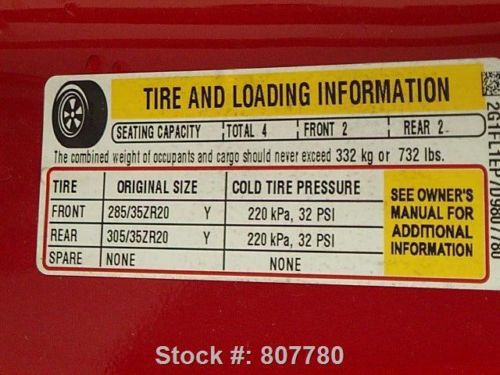 TIRE AND LOADING INFORMATION
SEATING CAPACITY TOTAL 4 FRONT 2 REAR 2
The combined weight of occupants and cargo should never exceed 332 kg or 732 lbs.
TIRE ORIGINAL SIZE COLD TIRE PRESSURE
FRONT 285/35ZR20 Y 220 kPa, 32 PSI
REAR 305/35ZR20 Y 220 kPa, 32 PSI
SPARE NONE NONE
SEE OWNER'S
MANUAL FOR
ADDITIONAL
INFORMATION
Stock #: 807780